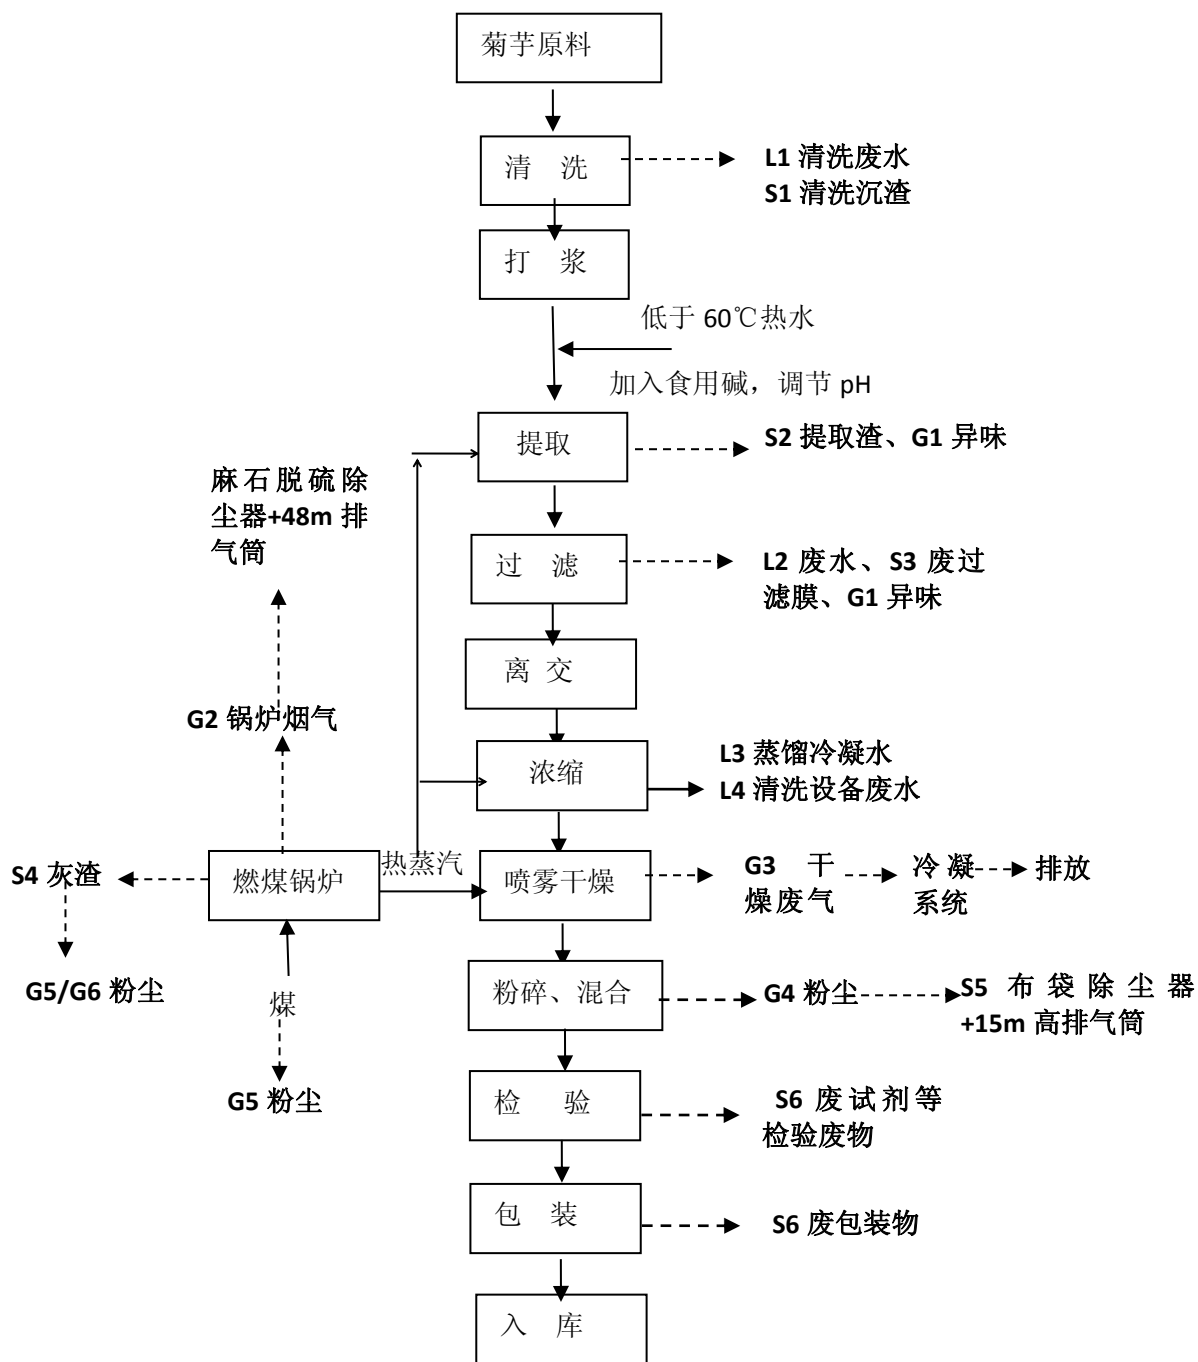 菊芋原料
清 洗
L1 清洗废水
S1 清洗沉渣
打 浆
低于 60℃热水
加入食用碱，调节 pH
提取
S2 提取渣、G1 异味
麻石脱硫除
尘器+48m 排
气筒
过 滤
L2 废水、S3 废过
滤膜、G1 异味
离 交
G2 锅炉烟气
浓缩
L3 蒸馏冷凝水
L4 清洗设备废水
S4 灰渣
燃煤锅炉
热蒸汽
喷雾干燥
G3 干
燥废气
冷 凝
系统
排放
G5/G6 粉尘
煤
粉碎、混合
G4 粉尘
S5 布袋除尘器
+15m 高排气筒
G5 粉尘
检 验
S6 废试剂等
检验废物
包 装
S6 废包装物
入 库